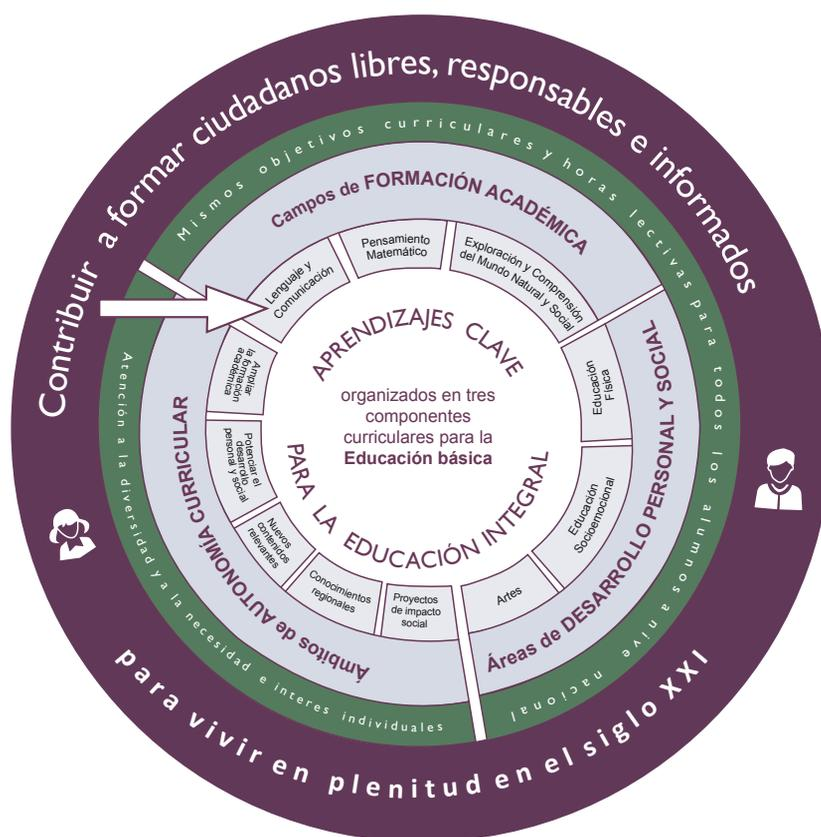 Contribuir a formar ciudadanos libres, responsables e informados
para vivir en plenitud en el siglo XXI
Mismos objetivos curriculares y horas lectivas para todos los alumnos a nive nacional
Atención a la diversidad y a la necesidad e interes individuales
Campos de FORMACIÓN ACADÉMICA
Lenguaje y
Comunicación
Pensamiento
Matemático
Exploración y Comprensión
del Mundo Natural y Social
Áreas de DESARROLLO PERSONAL Y SOCIAL
Educación
Física
Educación
Socioemocional
Artes
Ámbitos de AUTONOMÍA CURRICULAR
Ampliar
la formación
académica
Potenciar el
desarrollo
personal y social
Nuevos
contenidos
relevantes
Conocimientos
regionales
Proyectos
de impacto
social
APRENDIZAJES CLAVE
organizados en tres
componentes
curriculares para la
Educación básica
PARA LA EDUCACIÓN INTEGRAL